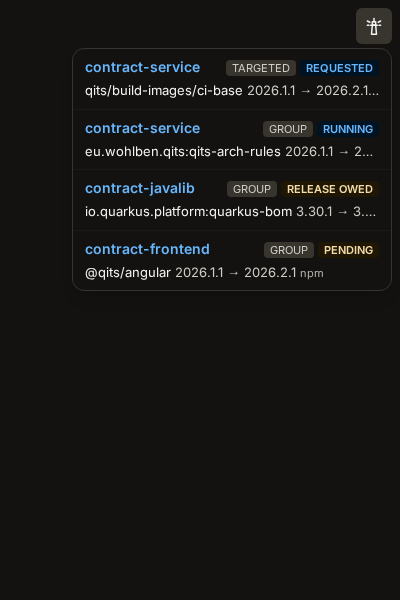 contract-service TARGETED REQUESTED
qits/build-images/ci-base 2026.1.1 → 2026.2.1...
contract-service GROUP RUNNING
eu.wohlben.qits:qits-arch-rules 2026.1.1 → 2...
contract-javalib GROUP RELEASE OWED
io.quarkus.platform:quarkus-bom 3.30.1 → 3....
contract-frontend GROUP PENDING
@qits/angular 2026.1.1 → 2026.2.1 npm